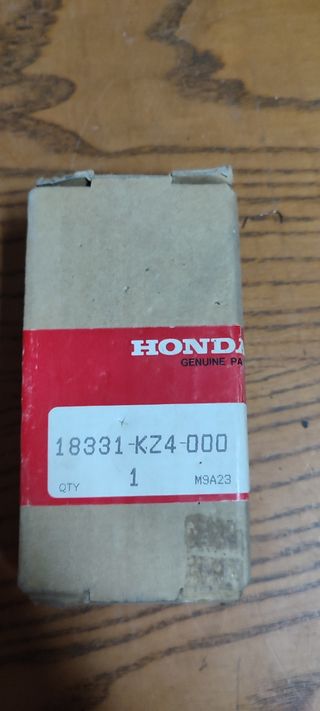 HONDA
GENUINE PA
18331-KZ4-000
QTY 1 M9A23